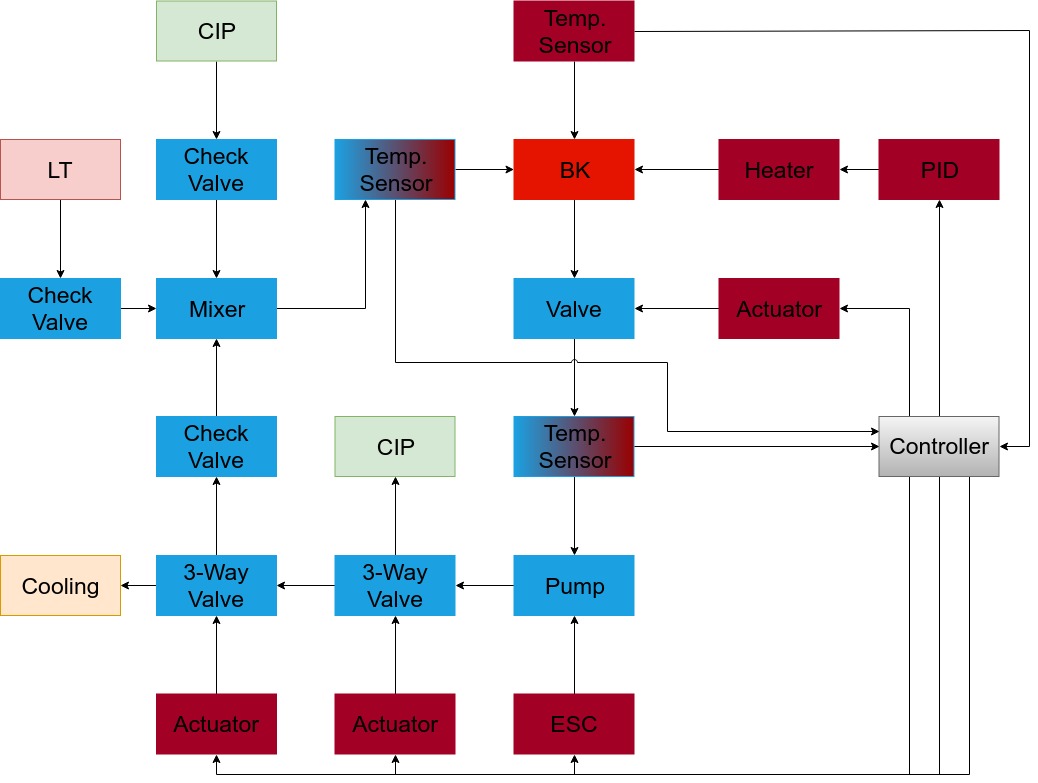 CIP
Temp.
Sensor
LT
Check
Valve
Temp.
Sensor
BK
Heater
PID
Check
Valve
Mixer
Valve
Actuator
Check
Valve
CIP
Temp.
Sensor
Controller
Cooling
3-Way
Valve
3-Way
Valve
Pump
Actuator
Actuator
ESC